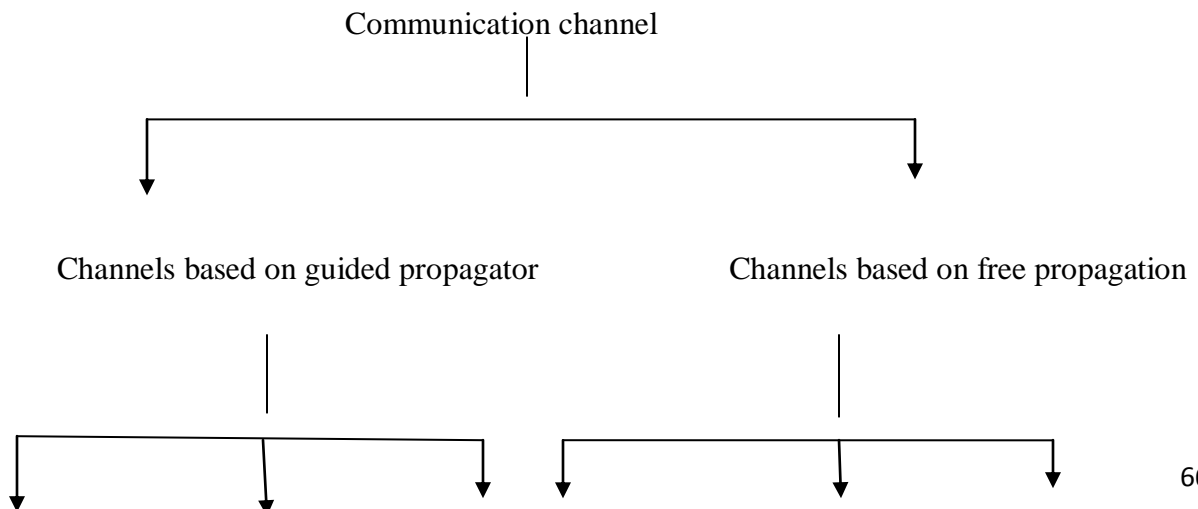 Communication channel
Channels based on guided propagator
Channels based on free propagation